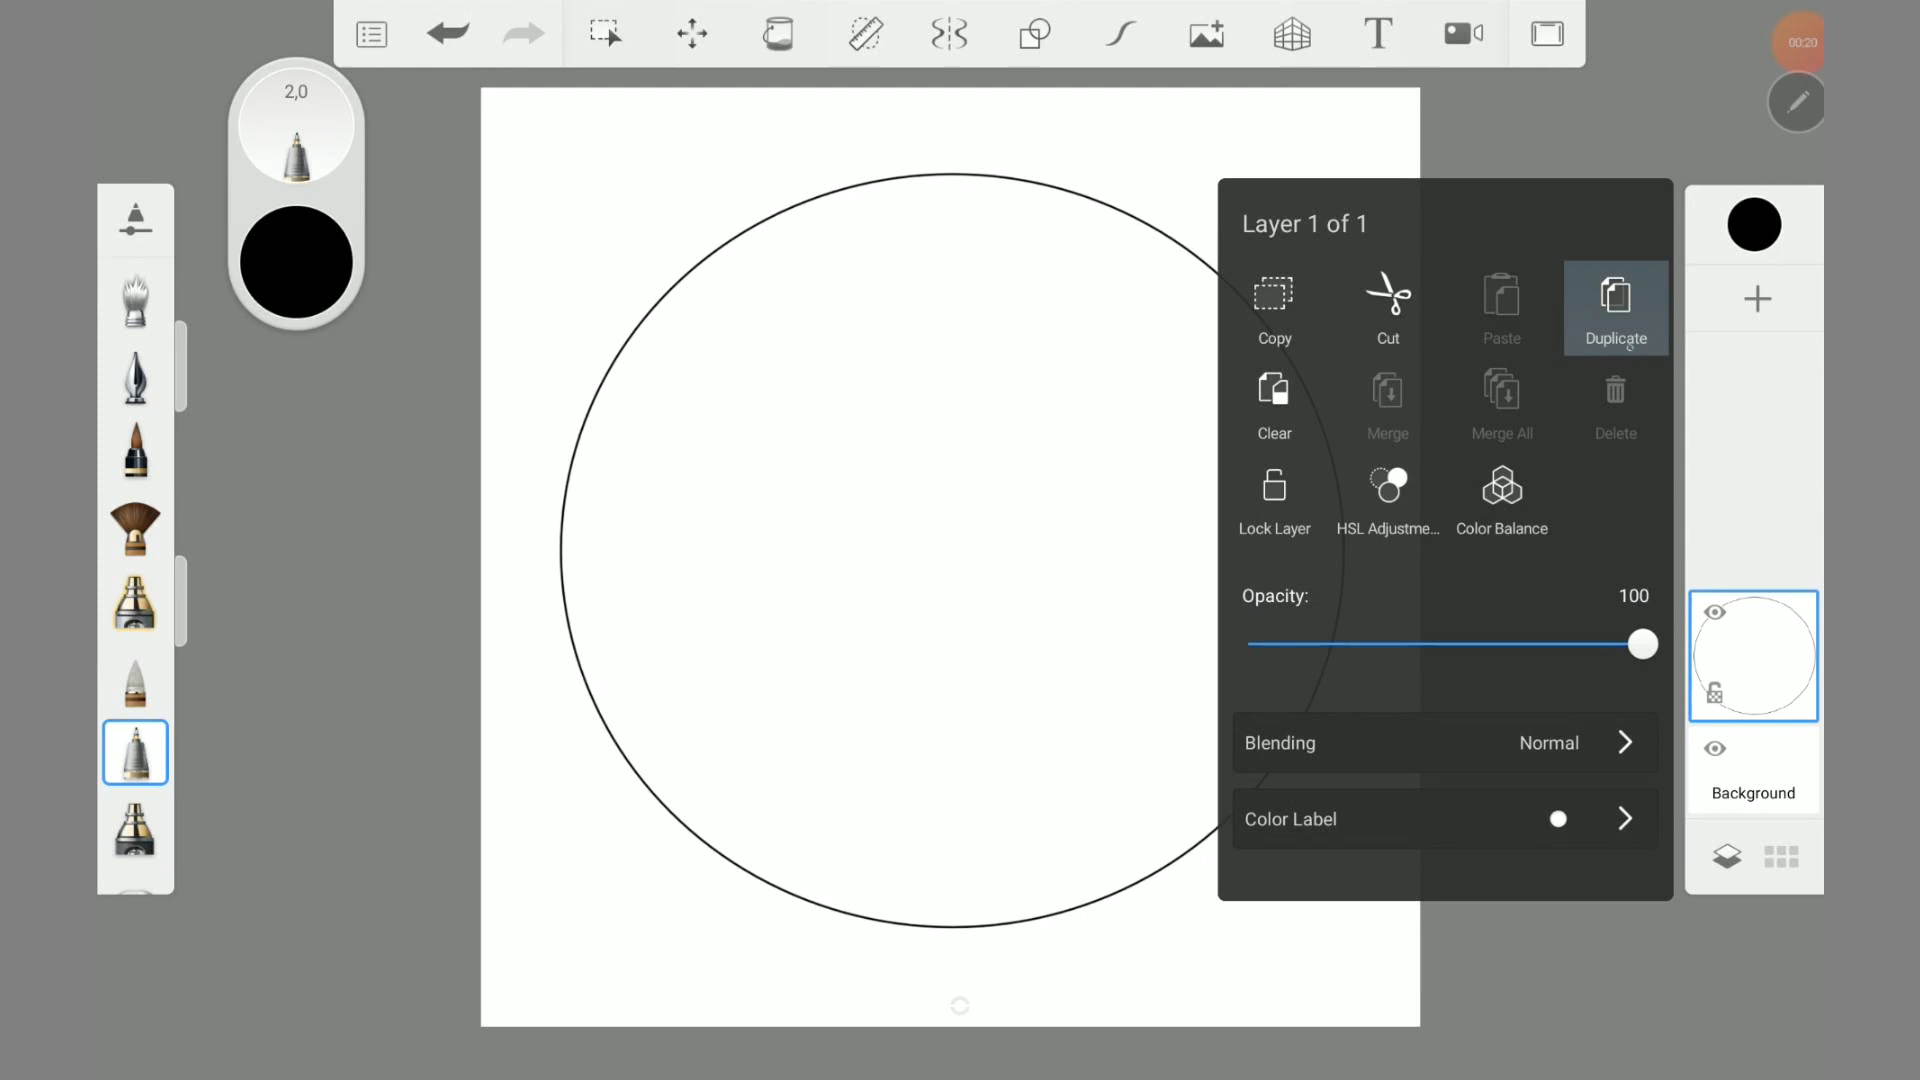 T
00:20
2,0
Layer 1 of 1
Copy Cut Paste Duplicate
Clear Merge Merge All Delete
Lock Layer HSL Adjustme... Color Balance
Opacity: 100
Blending Normal
Color Label
Background